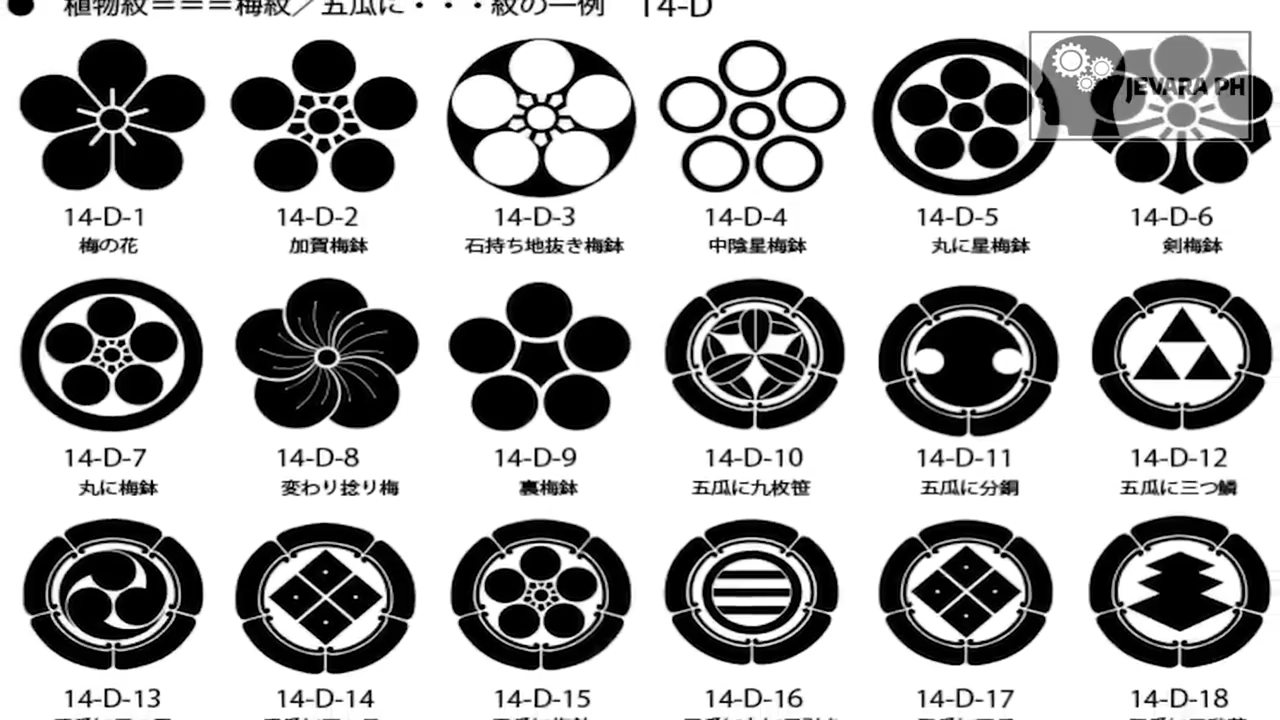 ● 植物紋===梅紋／五瓜に・・・紋の一例 14-D
JEVARA PH
14-D-1 14-D-2 14-D-3 14-D-4 14-D-5 14-D-6
梅の花 加賀梅鉢 石持ち地抜き梅鉢 中陰星梅鉢 丸に星梅鉢 剣梅鉢
14-D-7 14-D-8 14-D-9 14-D-10 14-D-11 14-D-12
丸に梅鉢 変わり捻り梅 裏梅鉢 五瓜に九枚笹 五瓜に分銅 五瓜に三つ鱗
14-D-13 14-D-14 14-D-15 14-D-16 14-D-17 14-D-18